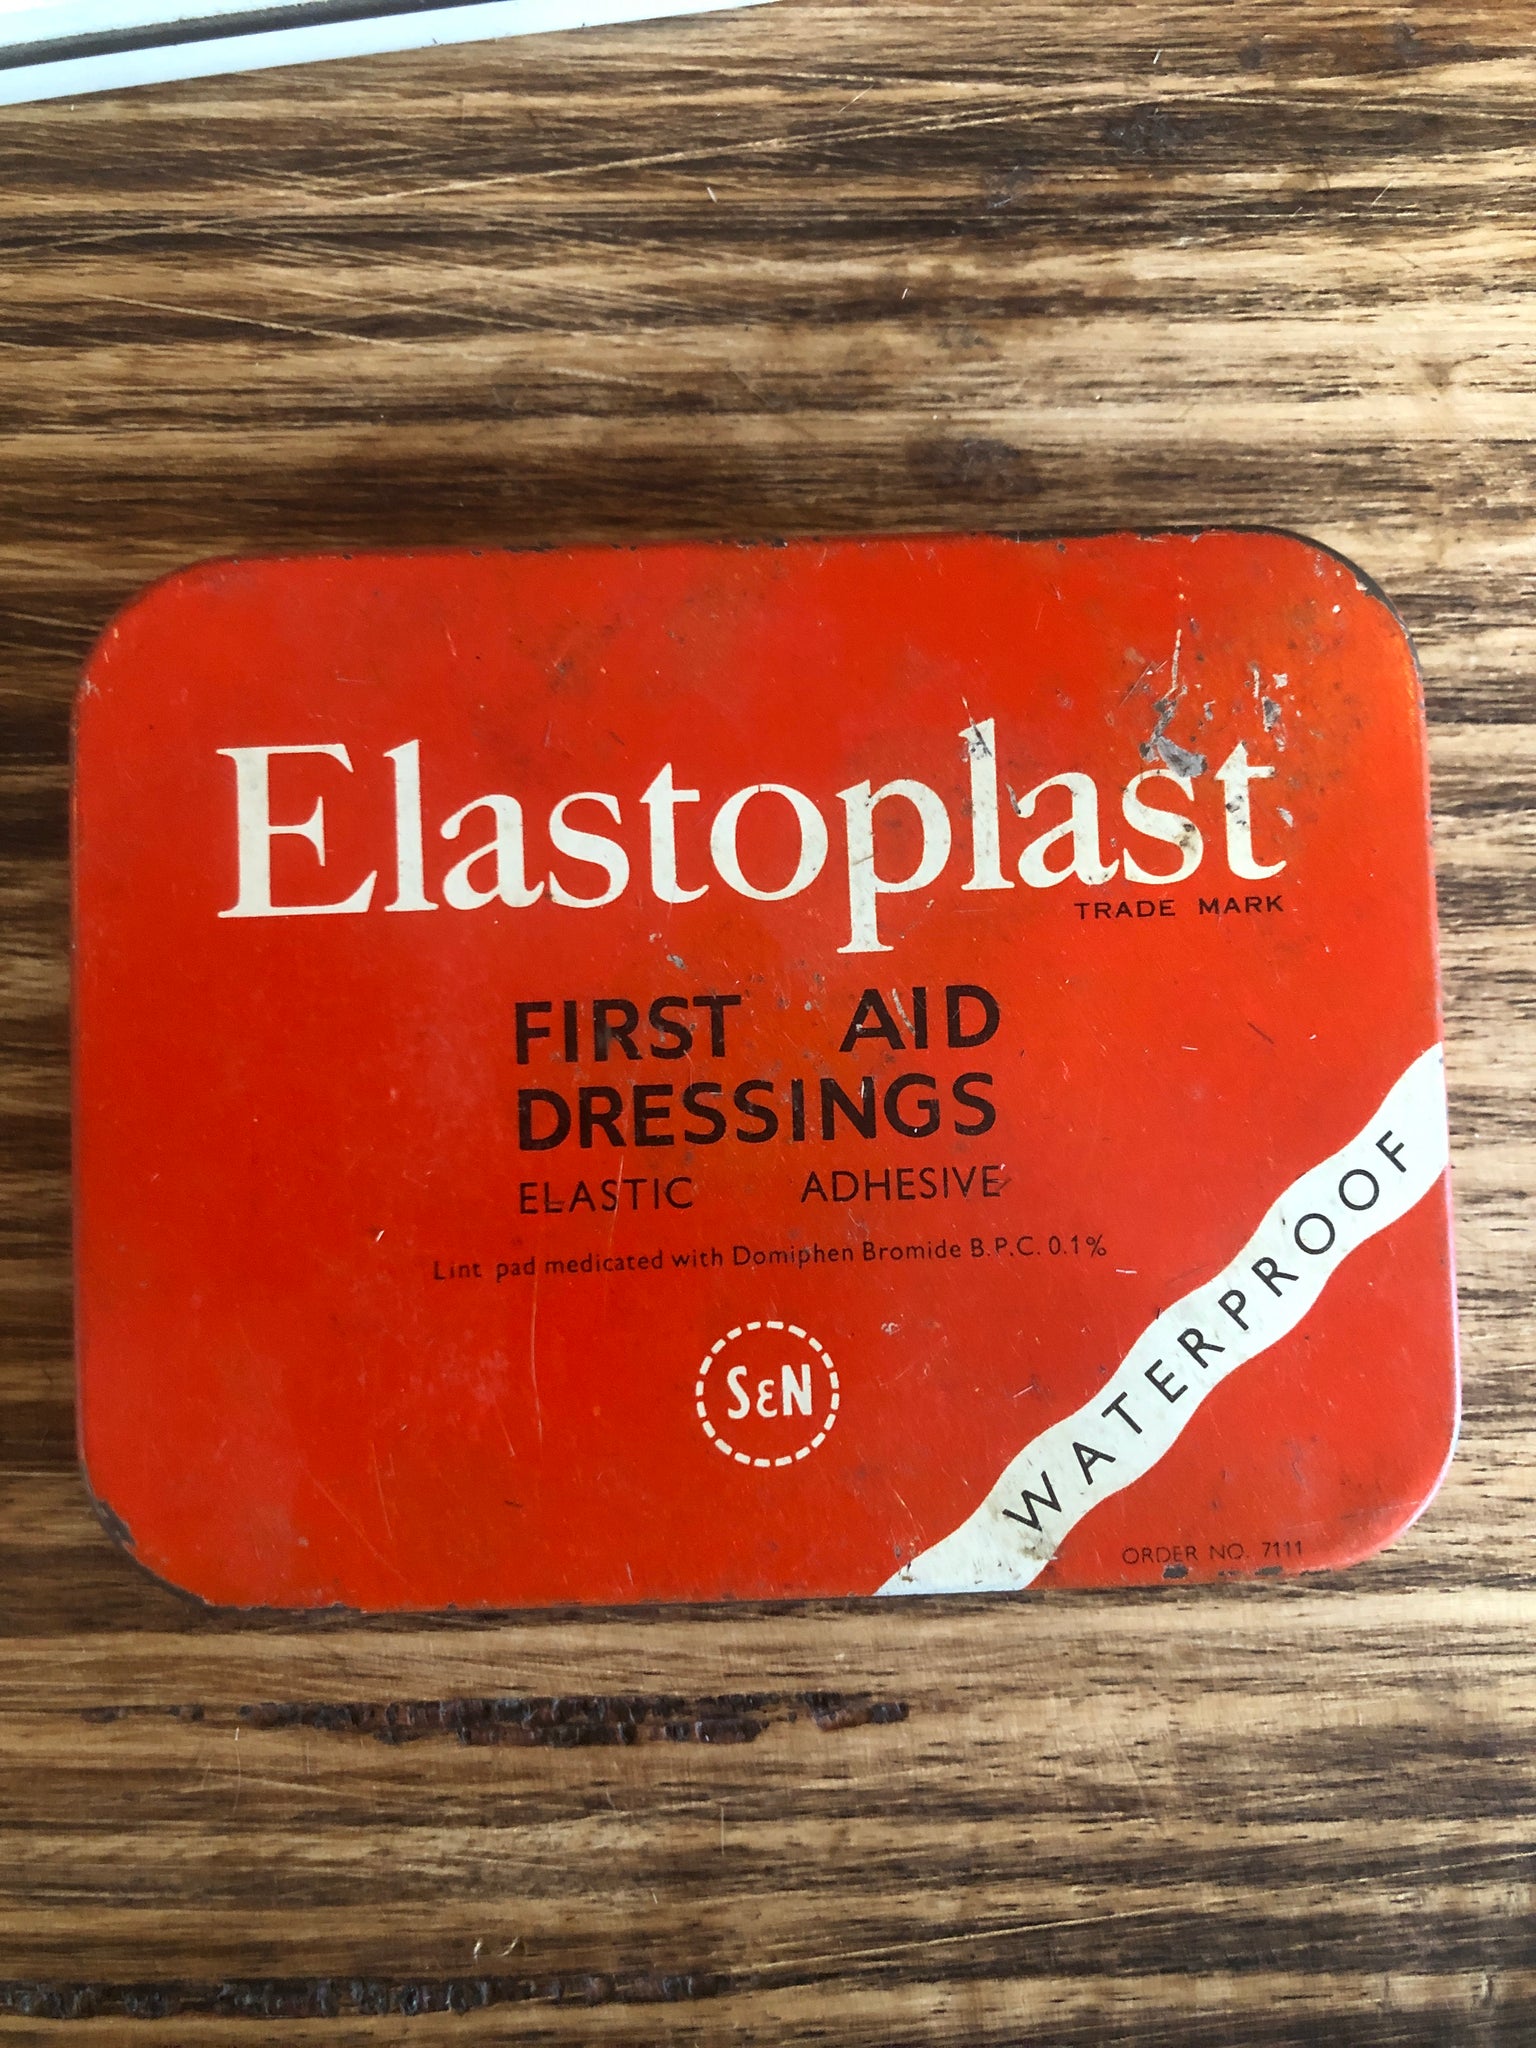 Elastoplast
TRADE MARK
FIRST AID
DRESSINGS
ELASTIC ADHESIVE
Lint pad medicated with Domiphen Bromide B.P.C. 0.1%
S&N
WATERPROOF
ORDER NO. 7111